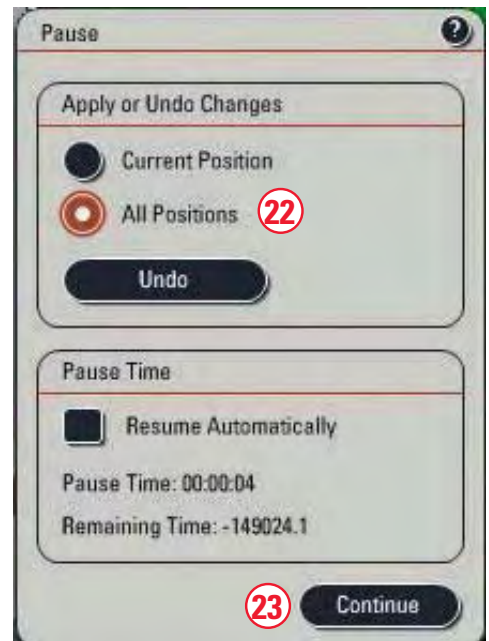 Pause ?
Apply or Undo Changes
Current Position
All Positions 22
Undo
Pause Time
Resume Automatically
Pause Time: 00:00:04
Remaining Time: -149024.1
23 Continue